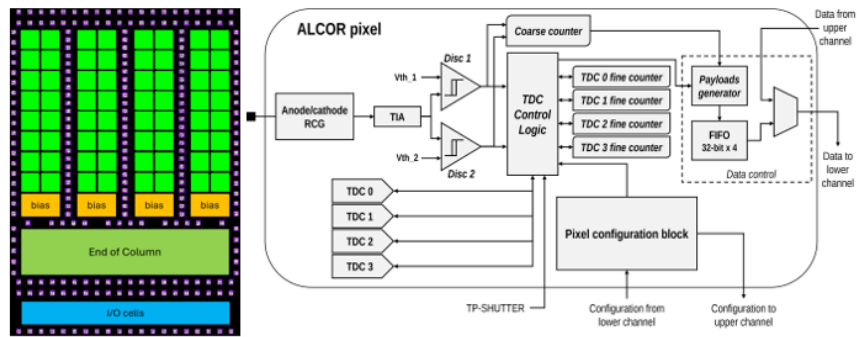 bias
bias
bias
bias
End of Column
I/O cells
ALCOR pixel
Anode/cathode
RCG
TIA
Vth_1
Disc 1
Vth_2
Disc 2
Coarse counter
TDC
Control
Logic
TDC 0 fine counter
TDC 1 fine counter
TDC 2 fine counter
TDC 3 fine counter
Payloads
generator
FIFO
32-bit x 4
Data control
Data from
upper
channel
Data to
lower
channel
TDC 0
TDC 1
TDC 2
TDC 3
Pixel configuration block
TP-SHUTTER
Configuration from
lower channel
Configuration to
upper channel